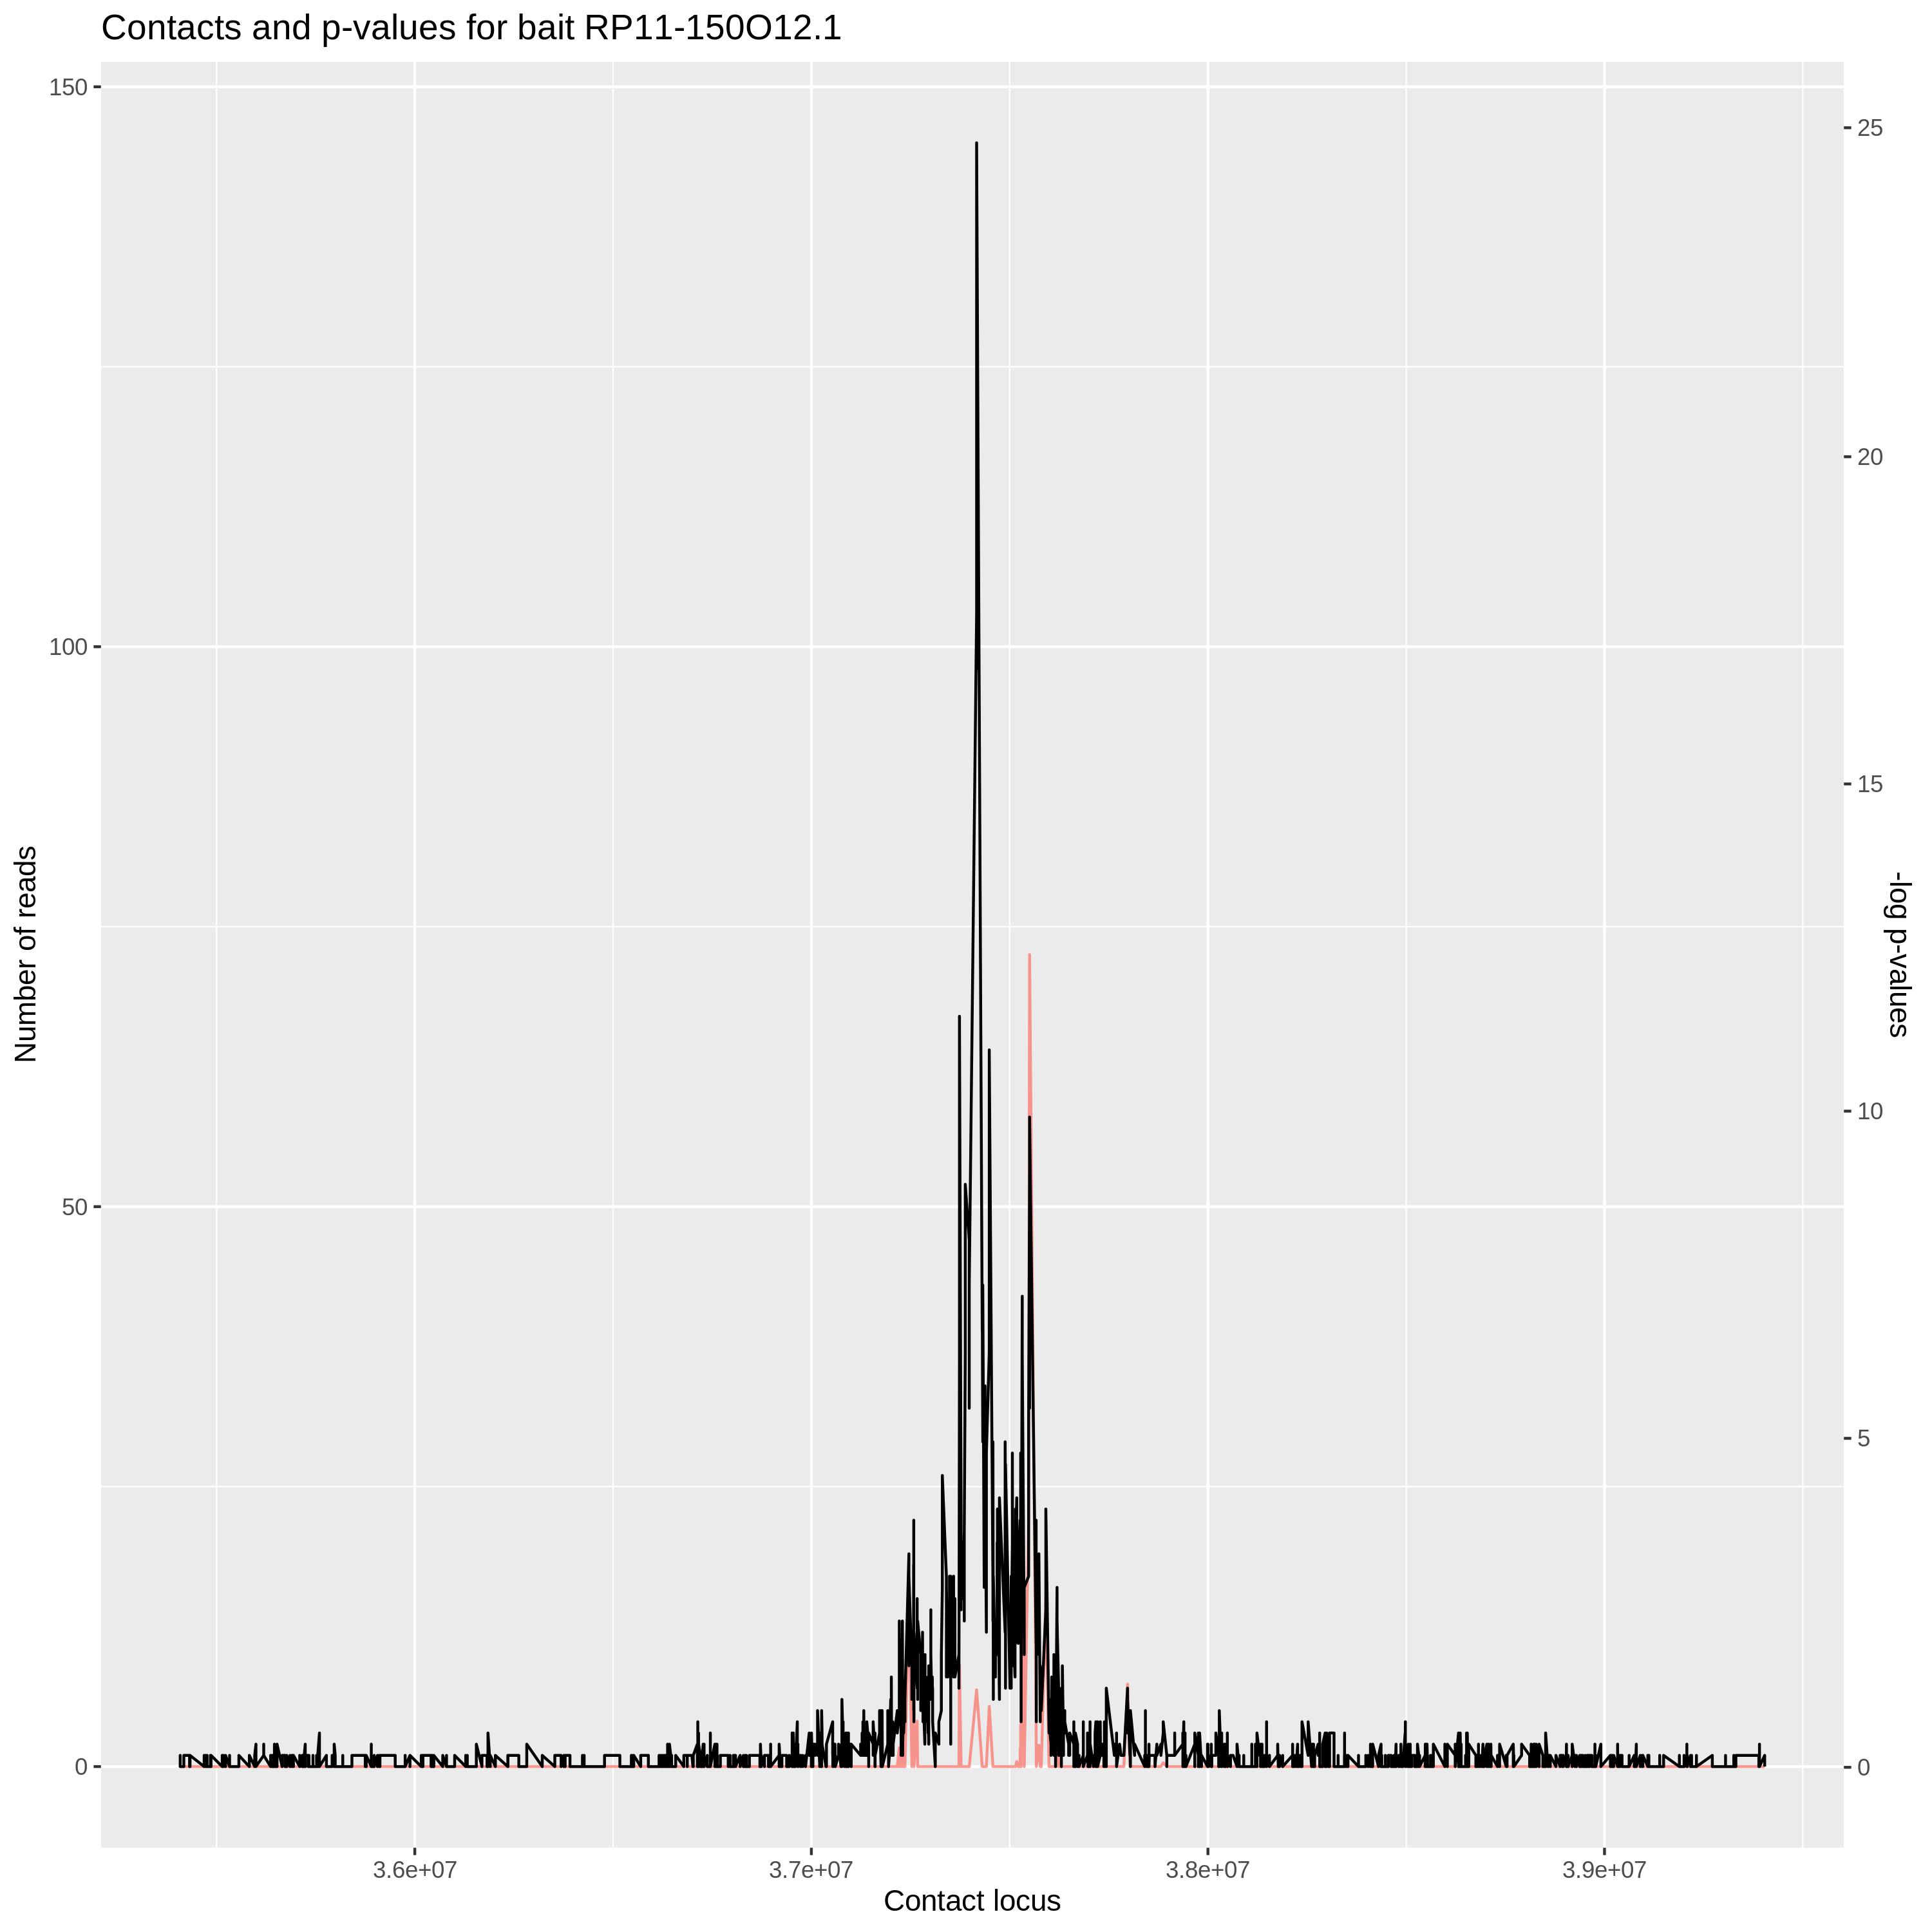 Contacts and p-values for bait RP11-150O12.1
150
100
50
0
Number of reads
25
20
15
10
5
0
-log p-values
3.6e+07
3.7e+07
3.8e+07
3.9e+07
Contact locus